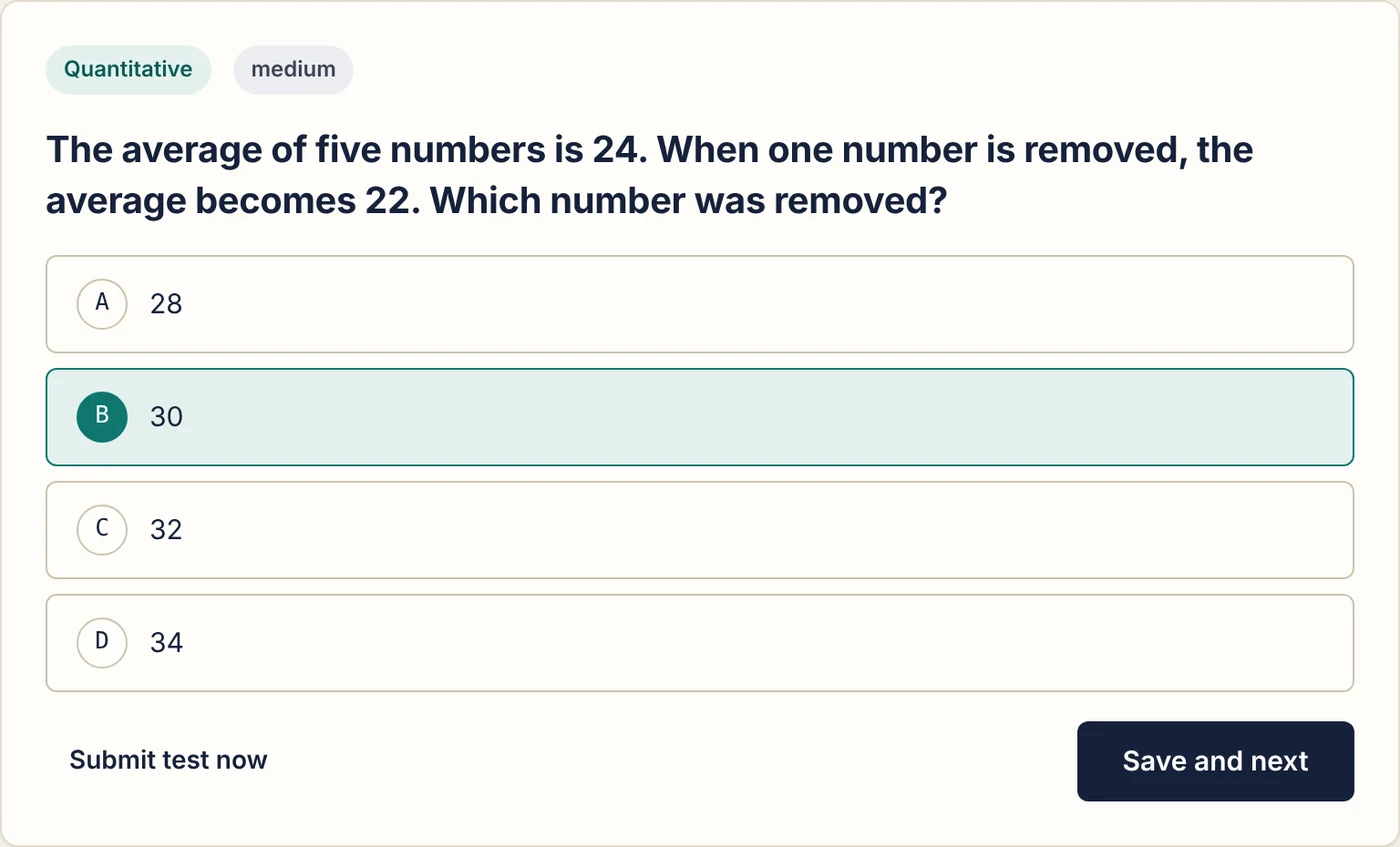 Quantitative medium
The average of five numbers is 24. When one number is removed, the
average becomes 22. Which number was removed?
A 28
B 30
C 32
D 34
Submit test now Save and next